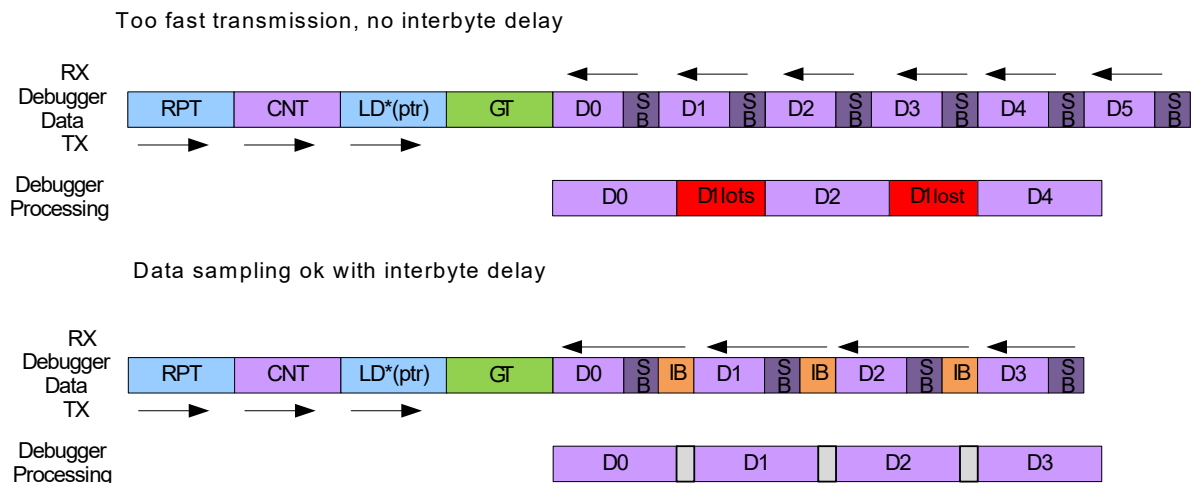 Too fast transmission, no interbyte delay
RX
Debugger
Data
TX
RPT CNT LD*(ptr) GT D0 SB D1 SB D2 SB D3 SB D4 SB D5 SB
Debugger
Processing
D0 D1lots D2 D1lost D4
Data sampling ok with interbyte delay
RX
Debugger
Data
TX
RPT CNT LD*(ptr) GT D0 SB IB D1 SB IB D2 SB IB D3 SB
Debugger
Processing
D0 D1 D2 D3